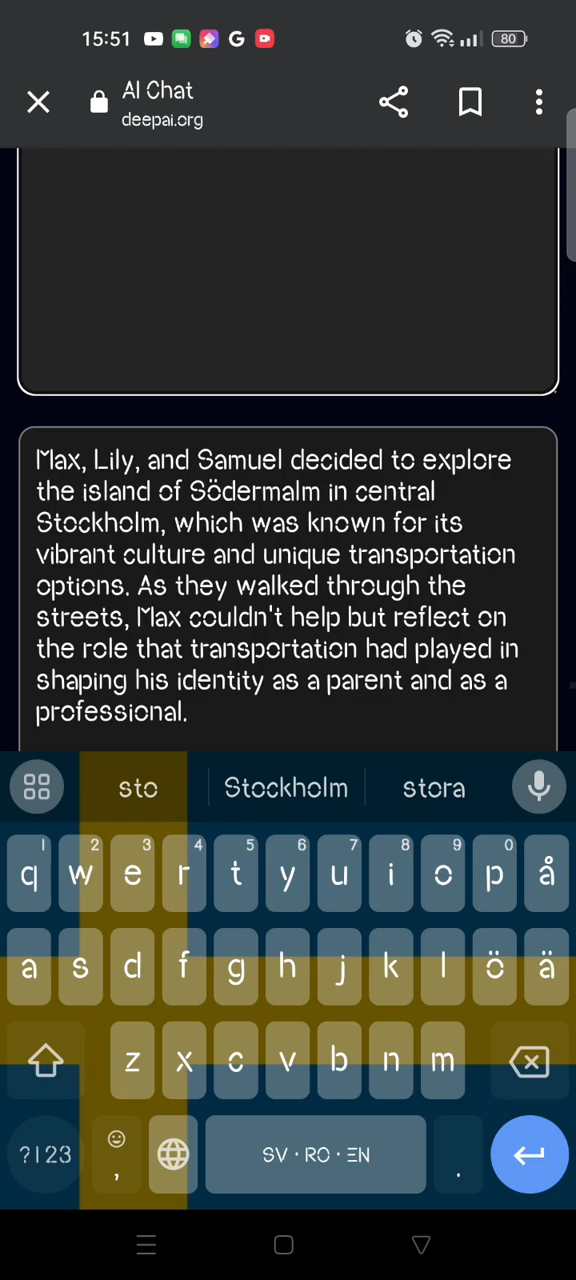 15:51 G 80
AI Chat
deepai.org
Max, Lily, and Samuel decided to explore
the island of Södermalm in central
Stockholm, which was known for its
vibrant culture and unique transportation
options. As they walked through the
streets, Max couldn't help but reflect on
the role that transportation had played in
shaping his identity as a parent and as a
professional.
sto Stockholm stora
1 2 3 4 5 6 7 8 9 0
q w e r t y u i o p å
a s d f g h j k l ö ä
z x c v b n m
?123 , SV · RO · EN .